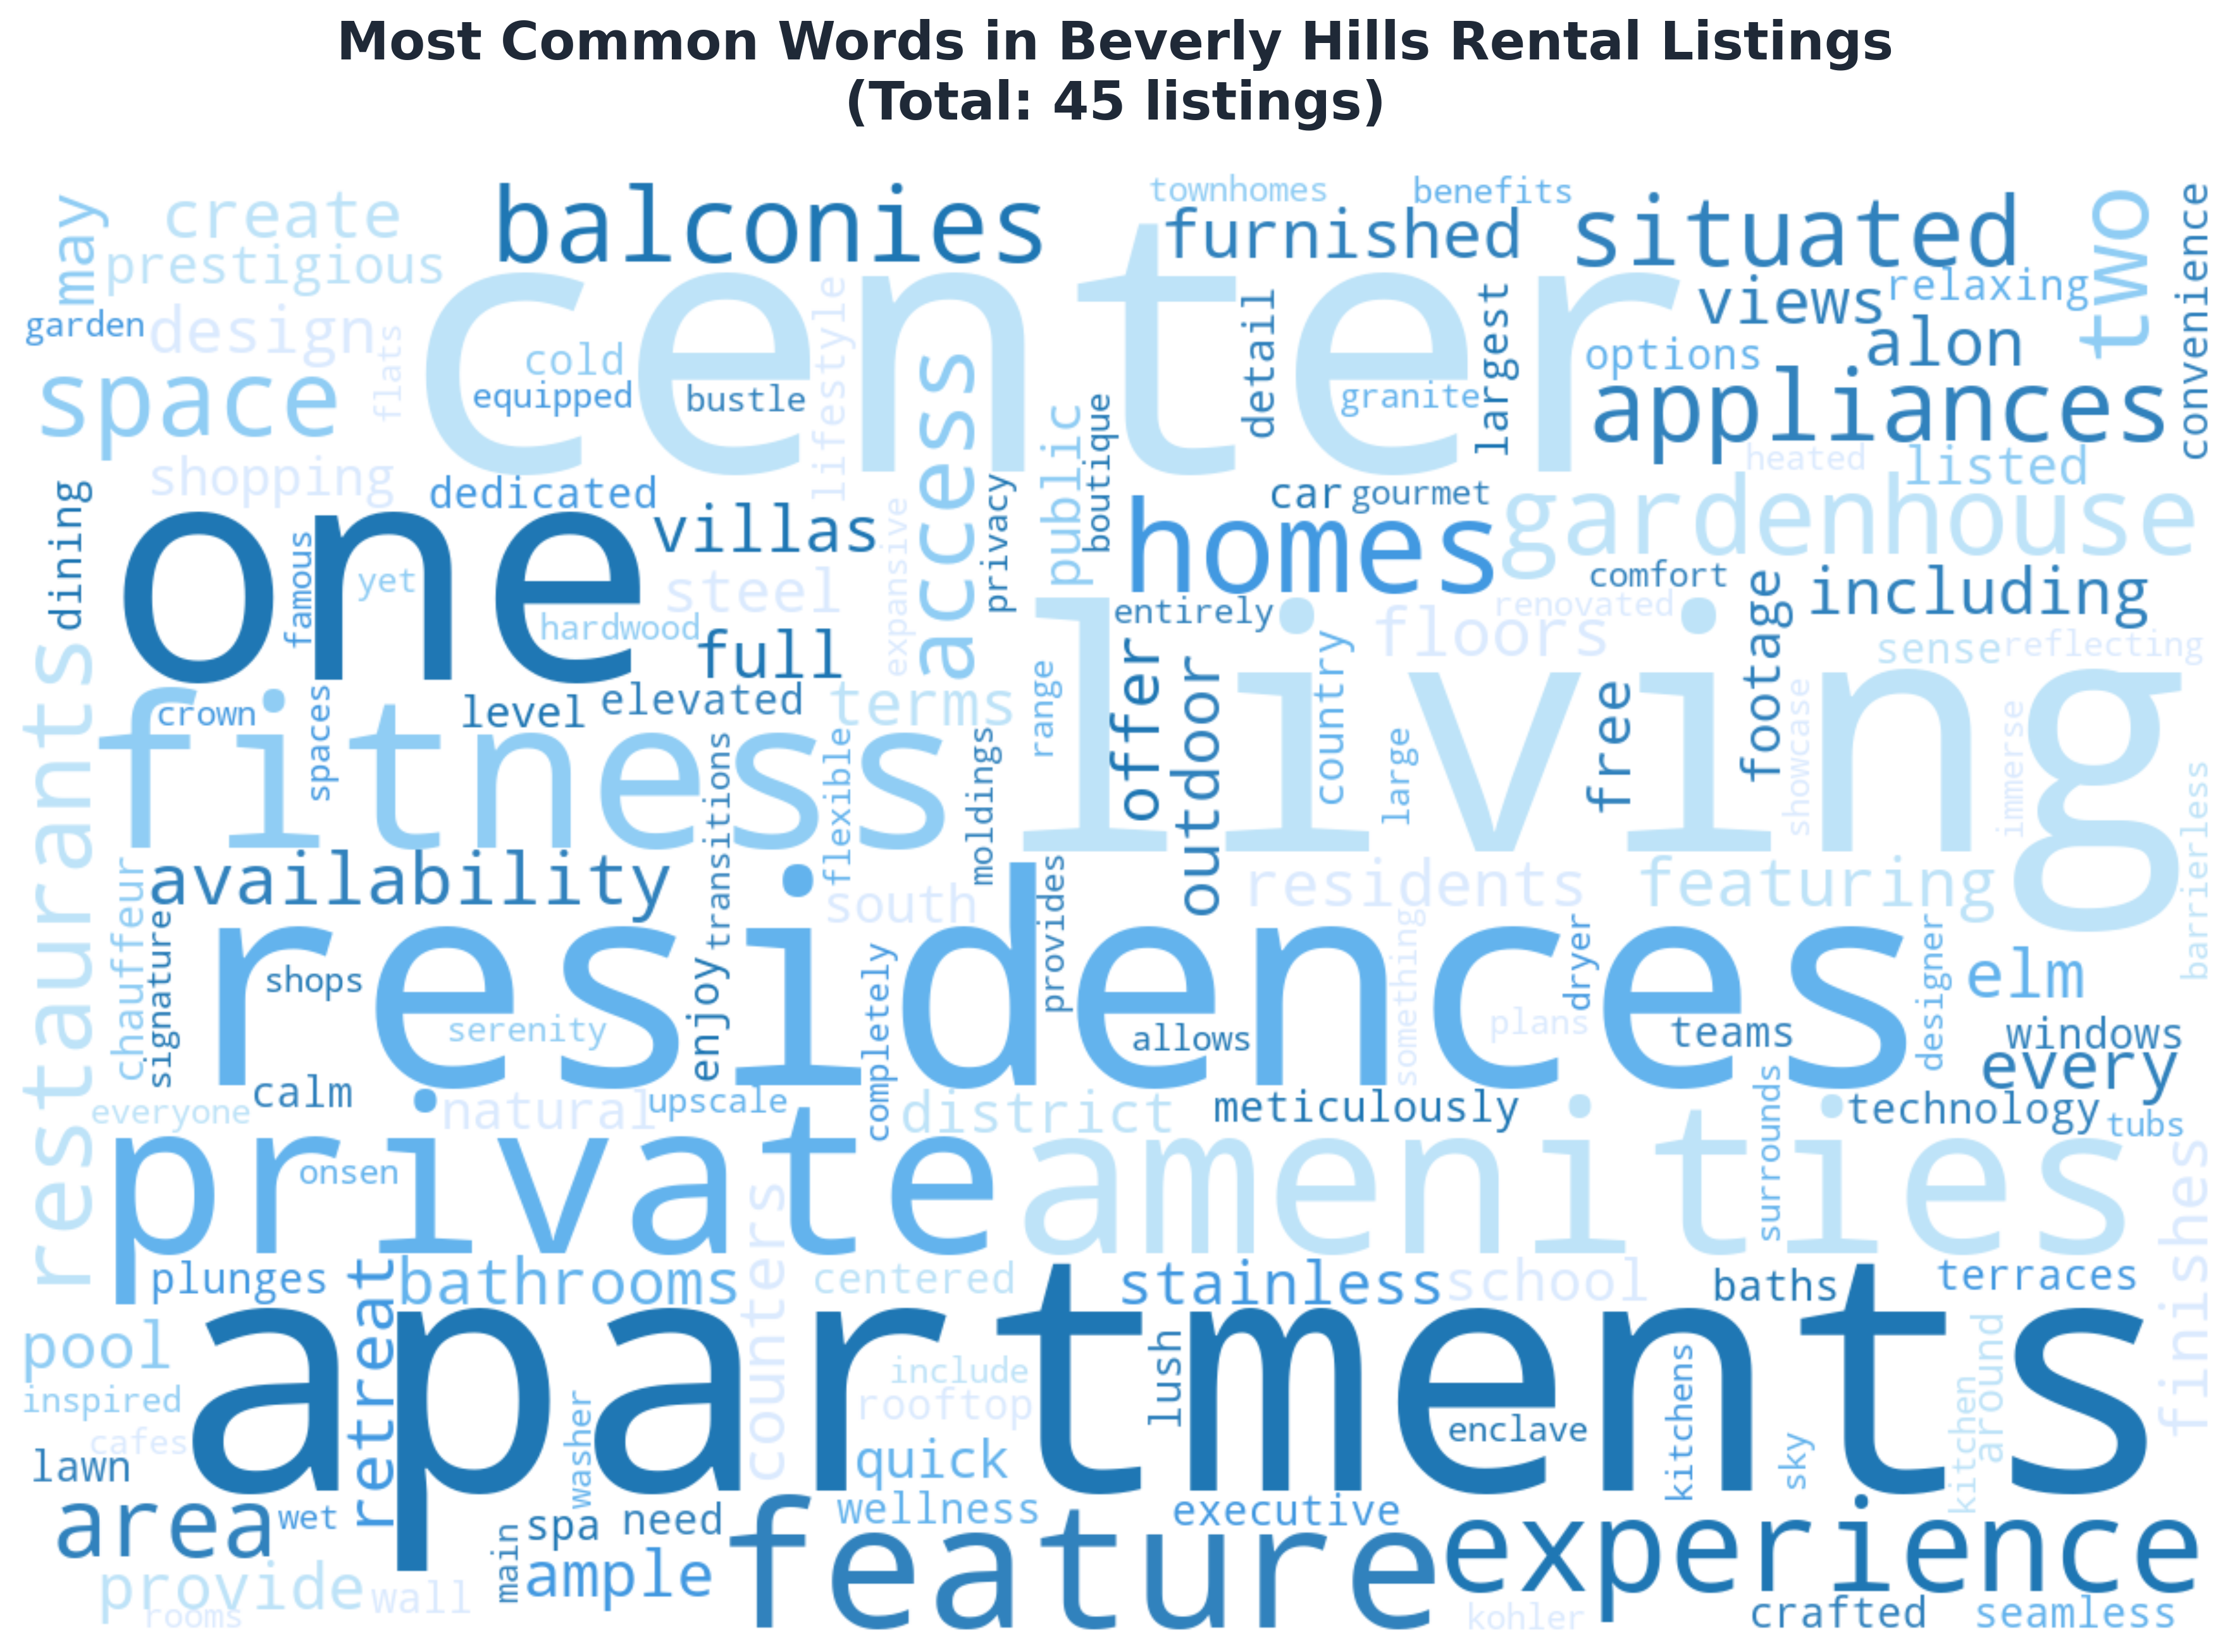 Most Common Words in Beverly Hills Rental Listings
(Total: 45 listings)
may
create
balconies
townhomes
benefits
furnished
situated
two
convenience
prestigious
center
views
relaxing
garden
design
flats
cold
lifestyle
detail
largest
options
alon
space
equipped
bustle
access
granite
appliances
public
boutique
shopping
dedicated
heated
listed
dining
one
villas
privacy
homes
car
gourmet
gardenhouse
famous
yet
steel
expansive
comfort
footage
including
hardwood
full
entirely
floors
renovated
sense
reflecting
restaurants
fitness
crown
spaces
level
elevated
terms
range
living
offer
outdoor
country
large
free
showcase
immerse
barrierless
transitions
flexible
moldings
availability
south
provides
residents
featuring
chauffeur
signature
residences
shops
serenity
enjoy
completely
allows
something
plans
dryer
teams
designer
elm
windows
every
calm
everyone
natural
upscale
district
meticulously
surrounds
technology
tubs
private
onsen
counters
amenities
finishes
plunges
retreat
bathrooms
centered
stainless
school
baths
terraces
pool
apartments
include
lush
kitchens
around
inspired
rooftop
enclave
sky
kitchen
cafes
lawn
washer
quick
area
wet
main
spa
need
wellness
executive
feature
experience
provide
wall
ample
rooms
kohler
crafted
seamless